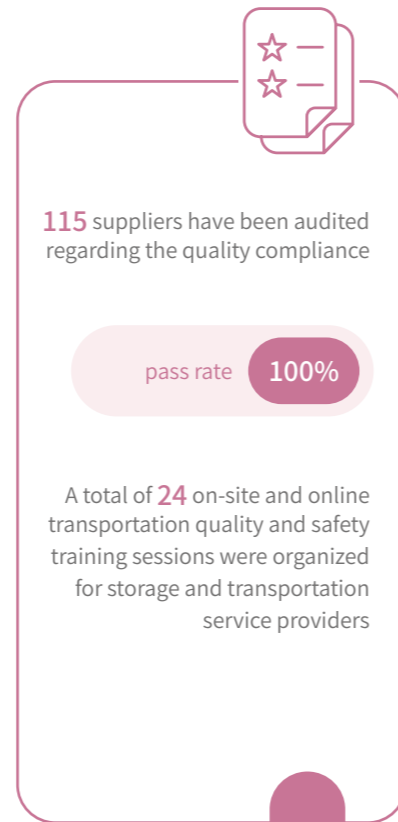 115 suppliers have been audited
regarding the quality compliance
pass rate 100%
A total of 24 on-site and online
transportation quality and safety
training sessions were organized
for storage and transportation
service providers